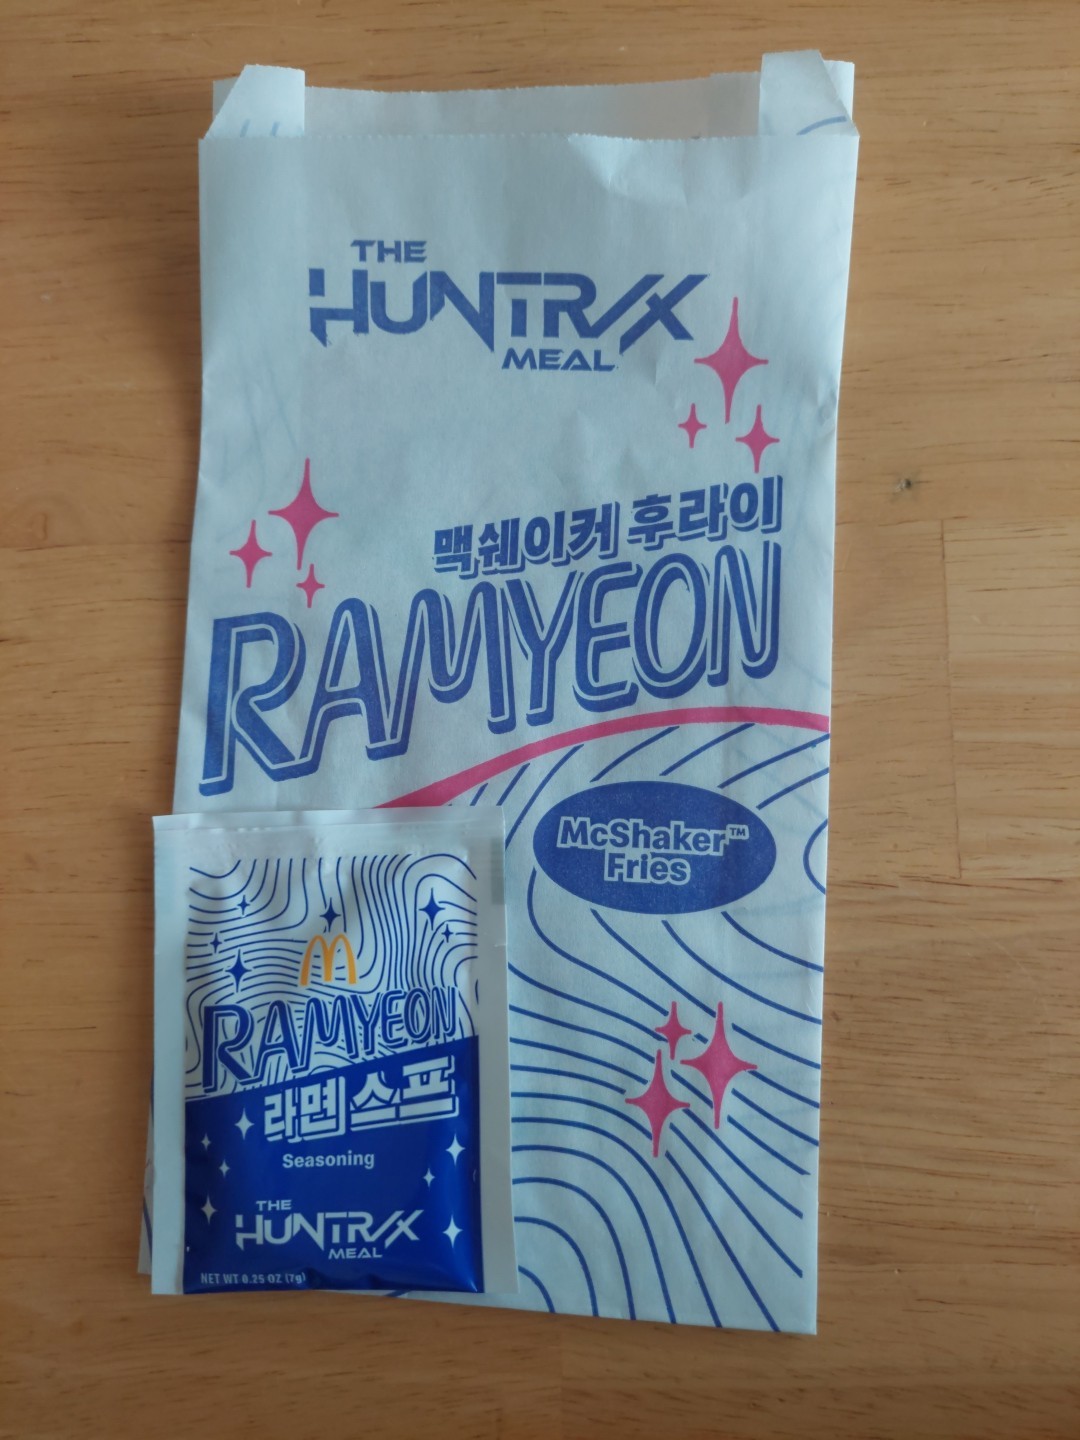 THE
HUNTR/X
MEAL
맥쉐이커 후라이
RAMYEON
McShaker™
Fries
RAMYEON
라면 스프
Seasoning
THE
HUNTR/X
MEAL
NET WT 0.25 OZ (7g)